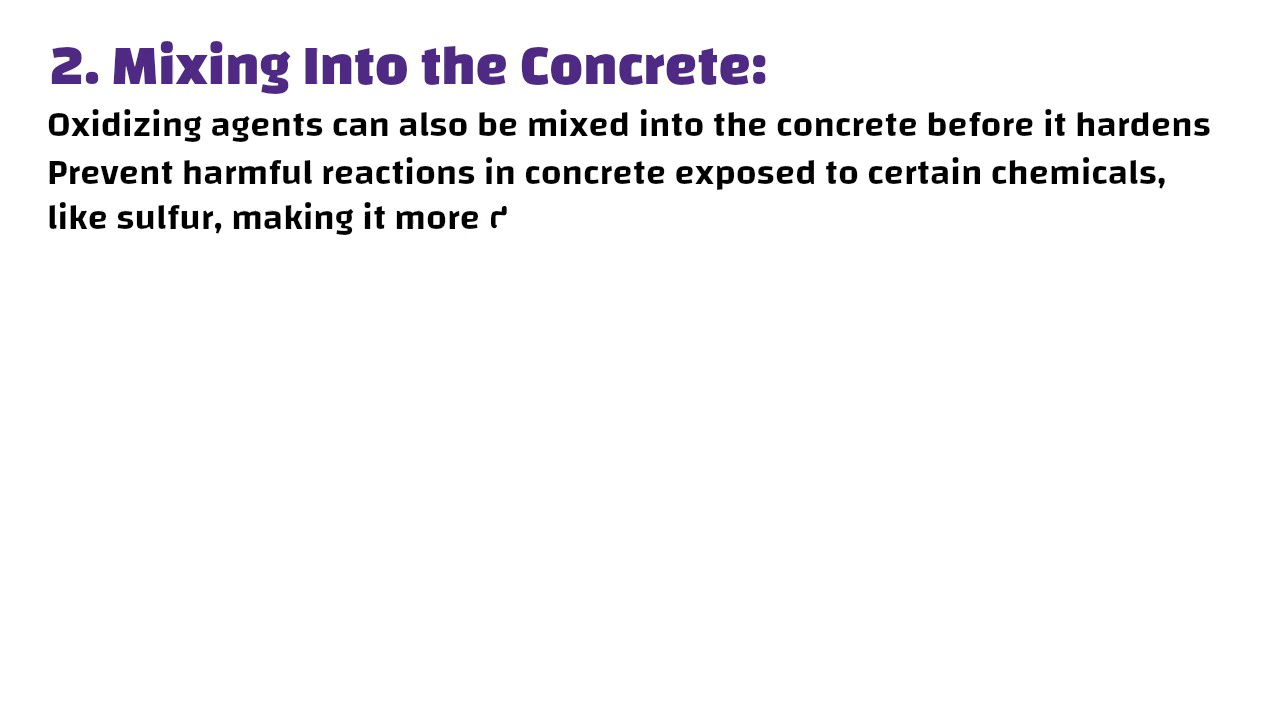 2. Mixing Into the Concrete:
Oxidizing agents can also be mixed into the concrete before it hardens
Prevent harmful reactions in concrete exposed to certain chemicals,
like sulfur, making it more